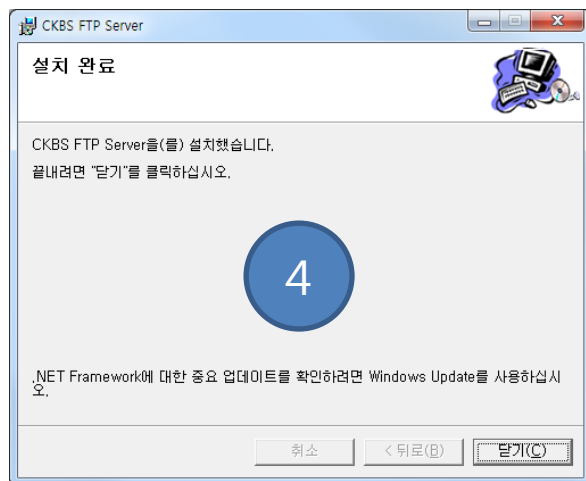 CKBS FTP Server
설치 완료
CKBS FTP Server을(를) 설치했습니다.
끝내려면 "닫기"를 클릭하십시오.
4
.NET Framework에 대한 중요 업데이트를 확인하려면 Windows Update를 사용하십시
오.
취소 < 뒤로(B) 닫기(C)